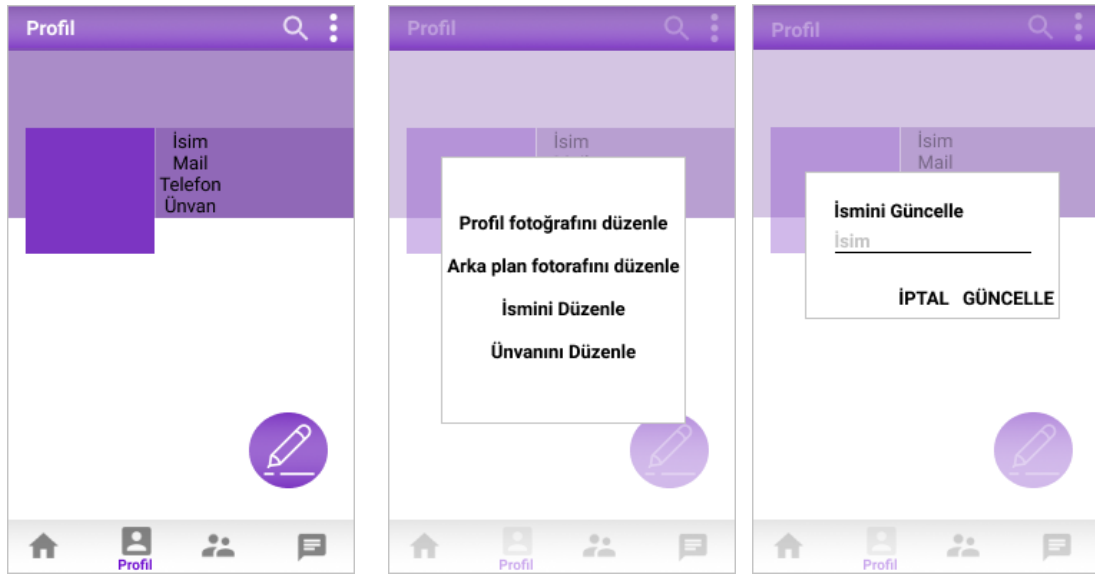 Profil
İsim
Mail
Telefon
Ünvan
Profil
Profil
İsim
Profil fotoğrafını düzenle
Arka plan fotorafını düzenle
İsmini Düzenle
Ünvanını Düzenle
Profil
Profil
İsim
Mail
İsmini Güncelle
İsim
İPTAL GÜNCELLE
Profil